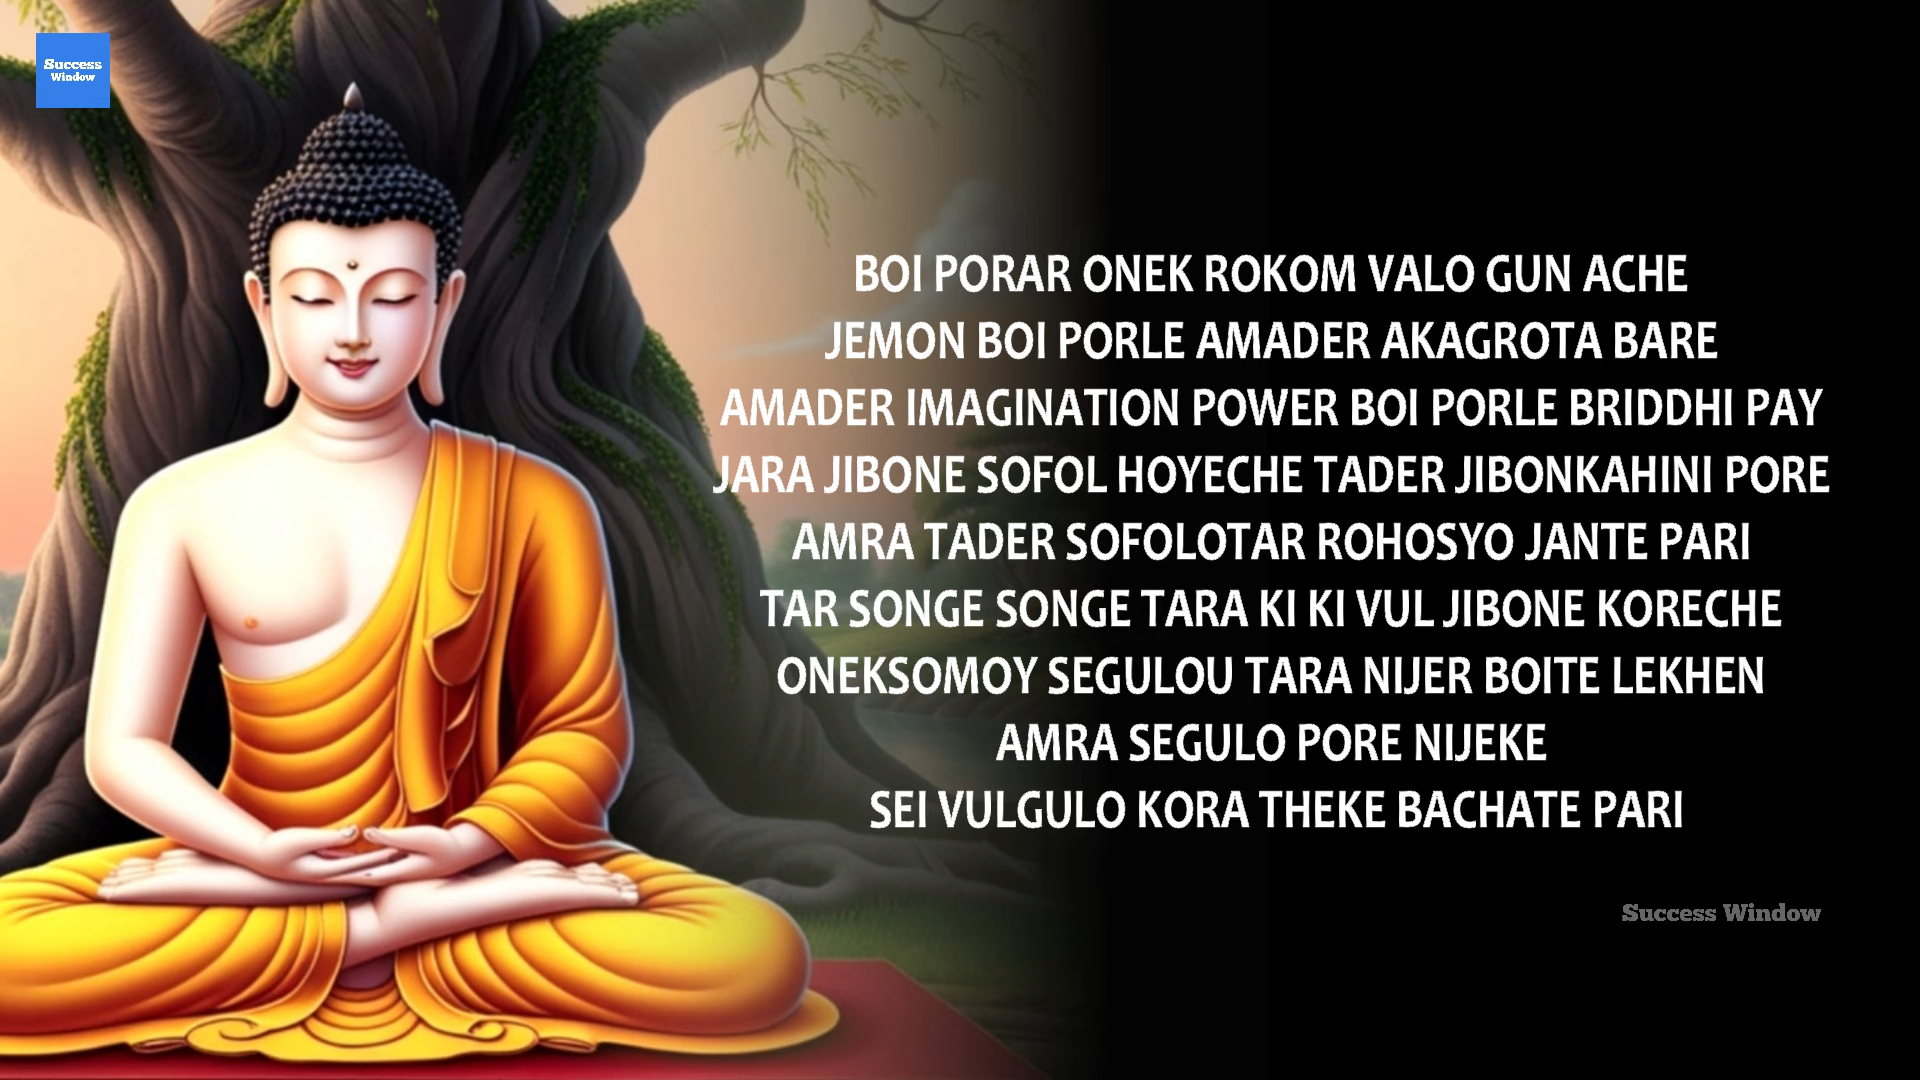 Success
Window
BOI PORAR ONEK ROKOM VALO GUN ACHE
JEMON BOI PORLE AMADER AKAGROTA BARE
AMADER IMAGINATION POWER BOI PORLE BRIDDHI PAY
JARA JIBONE SOFOL HOYECHE TADER JIBONKAHINI PORE
AMRA TADER SOFOLOTAR ROHOSYO JANTE PARI
TAR SONGE SONGE TARA KI KI VUL JIBONE KORECHE
ONEKSOMOY SEGULOU TARA NIJER BOITE LEKHEN
AMRA SEGULO PORE NIJEKE
SEI VULGULO KORA THEKE BACHATE PARI
Success Window